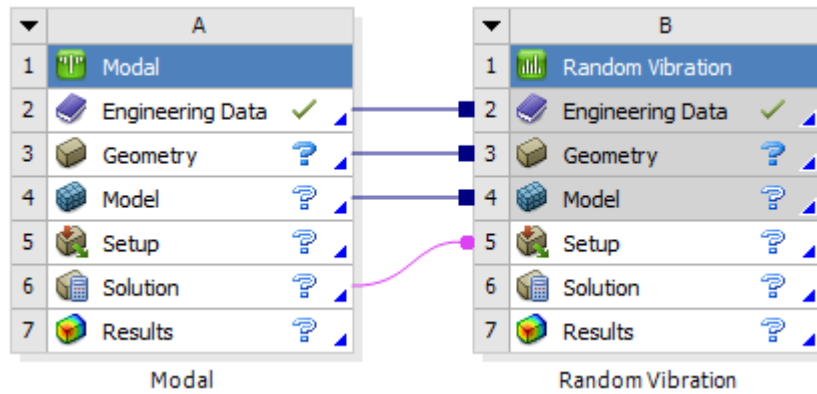 A
1 Modal
2 Engineering Data
3 Geometry
4 Model
5 Setup
6 Solution
7 Results
Modal
B
1 Random Vibration
2 Engineering Data
3 Geometry
4 Model
5 Setup
6 Solution
7 Results
Random Vibration